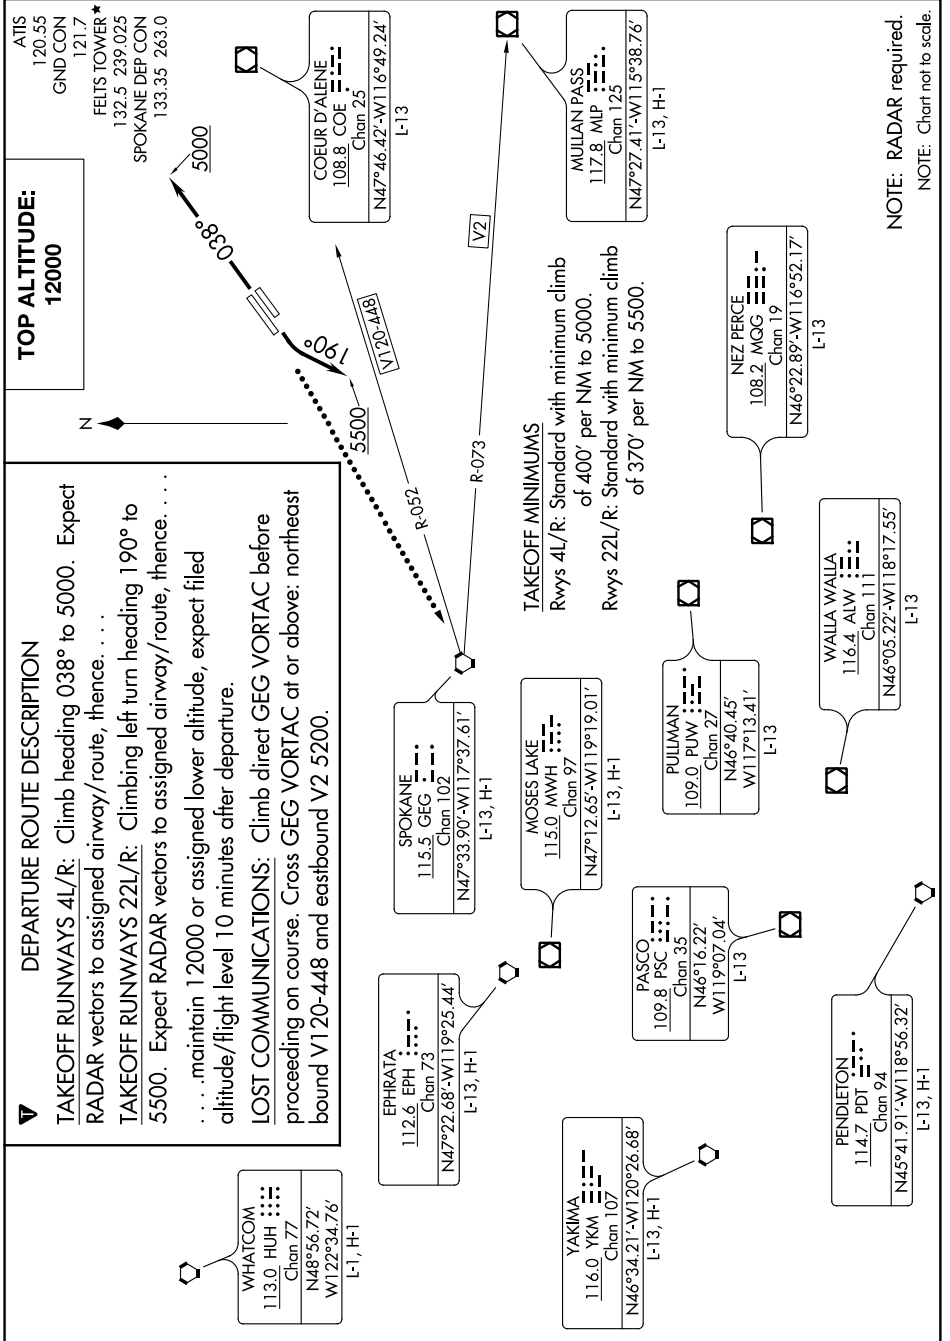 ATIS
120.55
GND CON
121.7
FELTS TOWER★
132.5 239.025
SPOKANE DEP CON
133.35 263.0
TOP ALTITUDE:
12000
DEPARTURE ROUTE DESCRIPTION
T
TAKEOFF RUNWAYS 4L/R: Climb heading 038° to 5000. Expect
RADAR vectors to assigned airway/route, thence. . . .
TAKEOFF RUNWAYS 22L/R: Climbing left turn heading 190° to
5500. Expect RADAR vectors to assigned airway/route, thence. . . .
. . . .maintain 12000 or assigned lower altitude, expect filed
altitude/flight level 10 minutes after departure.
LOST COMMUNICATIONS: Climb direct GEG VORTAC before
proceeding on course. Cross GEG VORTAC at or above: northeast
bound V120-448 and eastbound V2 5200.
N
038°
5000
190°
5500
V120-448
R-052
V2
R-073
COEUR D'ALENE
108.8 COE
Chan 25
N47°46.42'-W116°49.24'
L-13
MULLAN PASS
117.8 MLP
Chan 125
N47°27.41'-W115°38.76'
L-13, H-1
TAKEOFF MINIMUMS
Rwys 4L/R: Standard with minimum climb
of 400' per NM to 5000.
Rwys 22L/R: Standard with minimum climb
of 370' per NM to 5500.
WHATCOM
113.0 HUH
Chan 77
N48°56.72'
W122°34.76'
L-1, H-1
EPHRATA
112.6 EPH
Chan 73
N47°22.68'-W119°25.44'
L-13, H-1
SPOKANE
115.5 GEG
Chan 102
N47°33.90'-W117°37.61'
L-13, H-1
MOSES LAKE
115.0 MWH
Chan 97
N47°12.65'-W119°19.01'
L-13, H-1
YAKIMA
116.0 YKM
Chan 107
N46°34.21'-W120°26.68'
L-13, H-1
PASCO
109.8 PSC
Chan 35
N46°16.22'
W119°07.04'
L-13
PULLMAN
109.0 PUW
Chan 27
N46°40.45'
W117°13.41'
L-13
NEZ PERCE
108.2 MQG
Chan 19
N46°22.89'-W116°52.17'
L-13
WALLA WALLA
116.4 ALW
Chan 111
N46°05.22'-W118°17.55'
L-13
PENDLETON
114.7 PDT
Chan 94
N45°41.91'-W118°56.32'
L-13, H-1
NOTE: RADAR required.
NOTE: Chart not to scale.